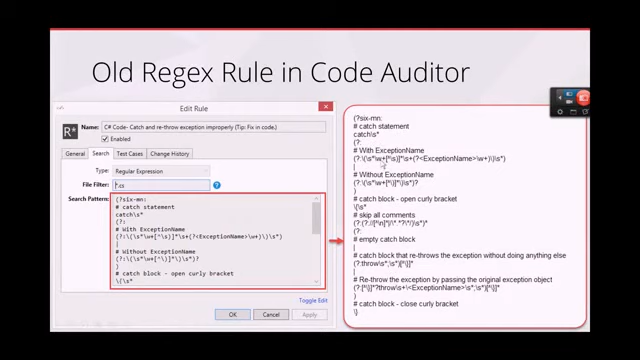 Old Regex Rule in Code Auditor
Edit Rule
R*
Name:
C# Code- Catch and re-throw exception improperly (Tip: Fix in code.)
Enabled
General
Search
Test Cases
Change History
Type:
Regular Expression
File Filter:
*.cs
Search Pattern:
(?six-mn:
# catch statement
catch\s*
(?:
# With ExceptionName
(?:\(\s*\w+[^\s]*\s+(?<ExceptionName>\w+)\)\s*)
|
# Without ExceptionName
(?:\(\s*\w+[^\)]*\)\s*)?
)
# catch block - open curly bracket
\{\s*
Toggle Edit
OK
Cancel
Apply
(?six-mn:
# catch statement
catch\s*
(?:
# With ExceptionName
(?:\(\s*\w+[^\s]*\s+(?<ExceptionName>\w+)\)\s*)
|
# Without ExceptionName
(?:\(\s*\w+[^\)]*\)\s*)?
)
# catch block - open curly bracket
\{\s*
# skip all comments
(?:
# empty catch block
|
# catch block that re-throws the exception without doing anything else
(?:throw\s*;\s*)[^\}]*
|
# Re-throw the exception by passing the original exception object
# catch block - close curly bracket
\}